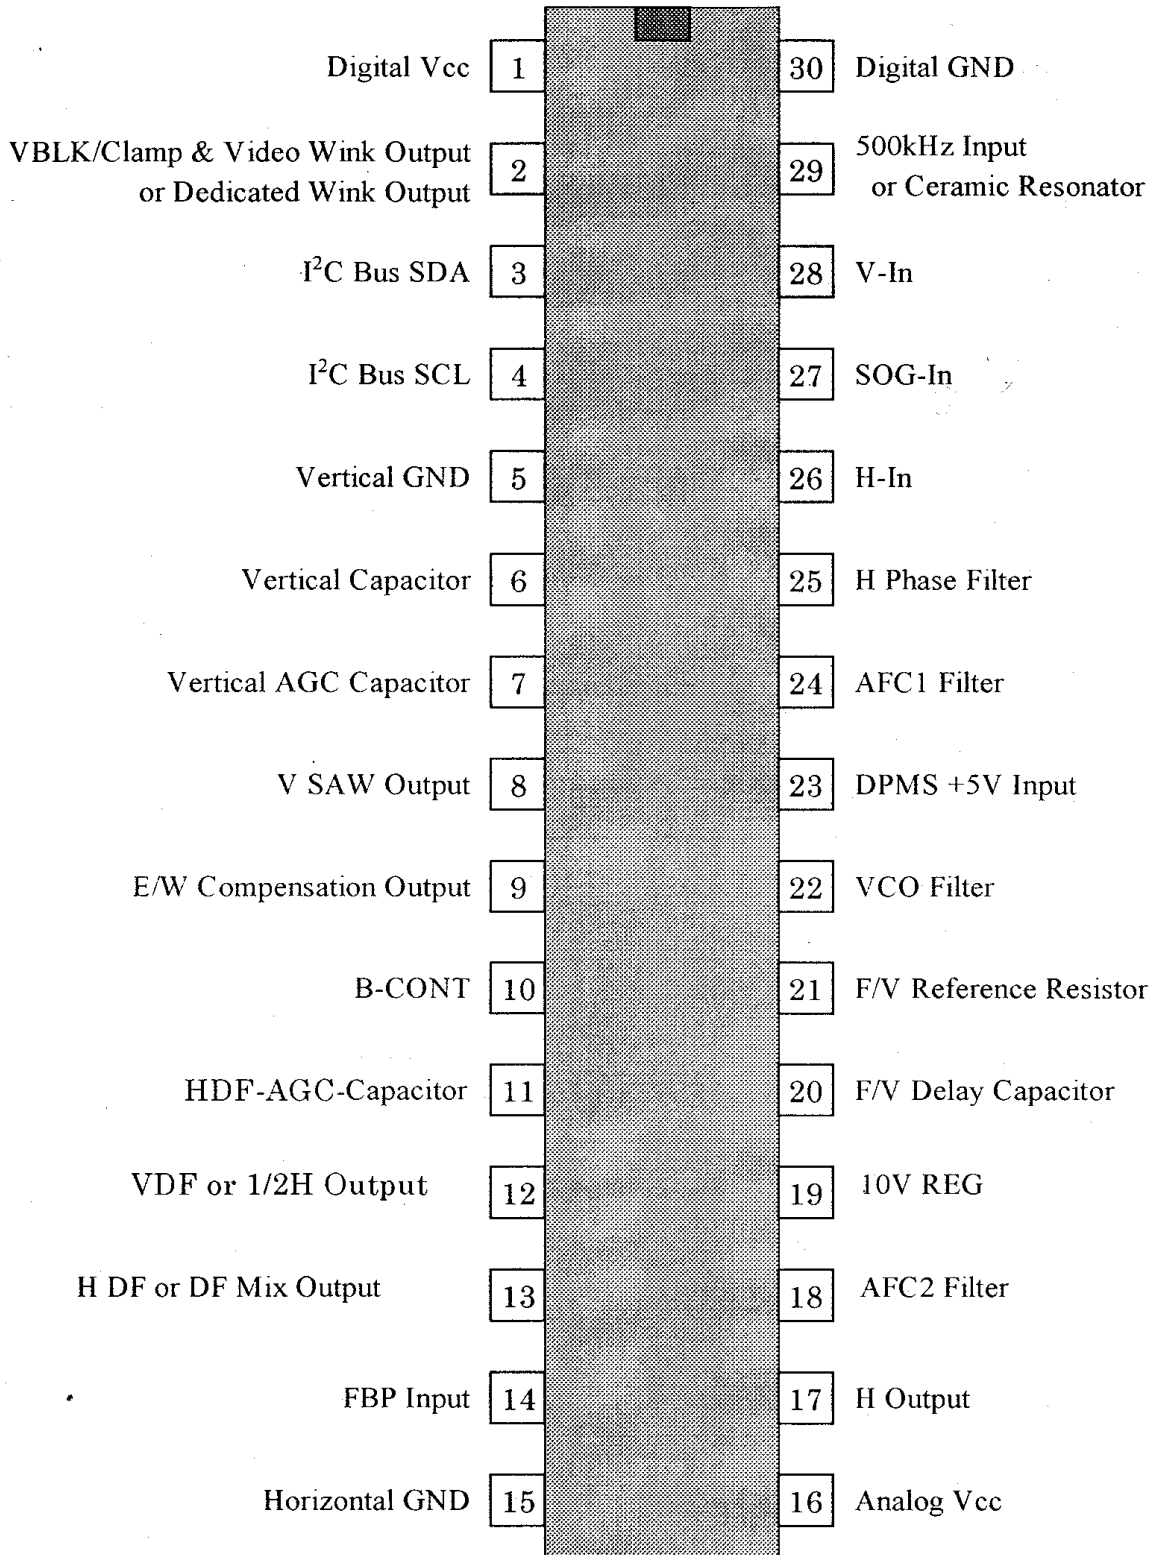 Digital Vcc 1 30 Digital GND
VBLK/Clamp & Video Wink Output
or Dedicated Wink Output 2 29 500kHz Input
or Ceramic Resonator
I²C Bus SDA 3 28 V-In
I²C Bus SCL 4 27 SOG-In
Vertical GND 5 26 H-In
Vertical Capacitor 6 25 H Phase Filter
Vertical AGC Capacitor 7 24 AFC1 Filter
V SAW Output 8 23 DPMS +5V Input
E/W Compensation Output 9 22 VCO Filter
B-CONT 10 21 F/V Reference Resistor
HDF-AGC-Capacitor 11 20 F/V Delay Capacitor
VDF or 1/2H Output 12 19 10V REG
H DF or DF Mix Output 13 18 AFC2 Filter
FBP Input 14 17 H Output
Horizontal GND 15 16 Analog Vcc